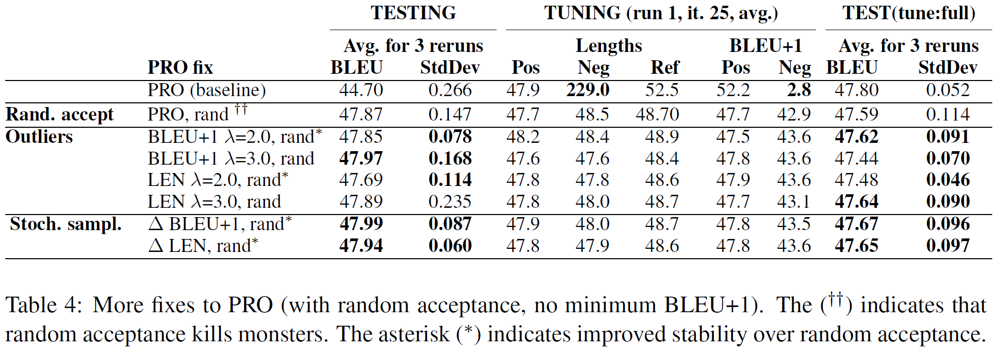 TESTING TUNING (run 1, it. 25, avg.) TEST(tune:full)
Avg. for 3 reruns Lengths BLEU+1 Avg. for 3 reruns
PRO fix BLEU StdDev Pos Neg Ref Pos Neg BLEU StdDev
PRO (baseline) 44.70 0.266 47.9 229.0 52.5 52.2 2.8 47.80 0.052
Rand. accept PRO, rand †† 47.87 0.147 47.7 48.5 48.70 47.7 42.9 47.59 0.114
Outliers BLEU+1 λ=2.0, rand* 47.85 0.078 48.2 48.4 48.9 47.5 43.6 47.62 0.091
BLEU+1 λ=3.0, rand 47.97 0.168 47.6 47.6 48.4 47.8 43.6 47.44 0.070
LEN λ=2.0, rand* 47.69 0.114 47.8 47.8 48.6 47.9 43.6 47.48 0.046
LEN λ=3.0, rand 47.89 0.235 47.8 48.0 48.7 47.7 43.1 47.64 0.090
Stoch. sampl. Δ BLEU+1, rand* 47.99 0.087 47.9 48.0 48.7 47.8 43.5 47.67 0.096
Δ LEN, rand* 47.94 0.060 47.8 47.9 48.6 47.8 43.6 47.65 0.097
Table 4: More fixes to PRO (with random acceptance, no minimum BLEU+1). The (††) indicates that
random acceptance kills monsters. The asterisk (*) indicates improved stability over random acceptance.